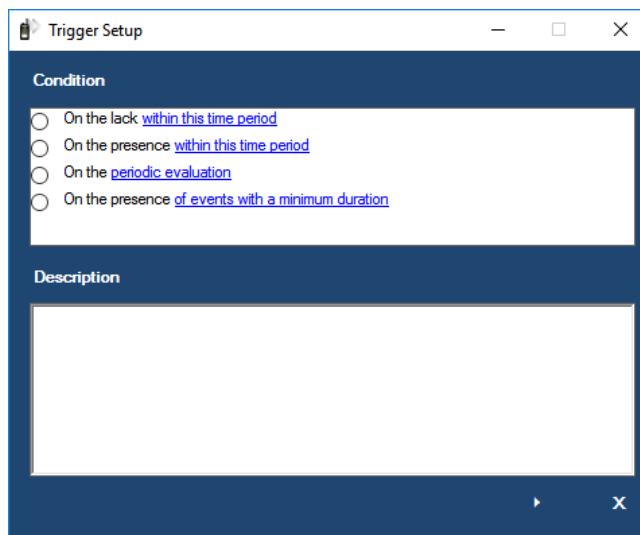 Trigger Setup
Condition
On the lack within this time period
On the presence within this time period
On the periodic evaluation
On the presence of events with a minimum duration
Description
X